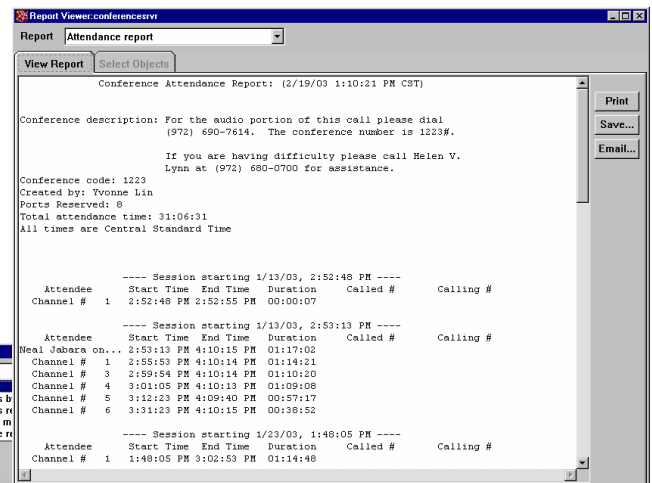 Report Viewer:conferencesrvr
Report Attendance report
View Report Select Objects
Conference Attendance Report: (2/19/03 1:10:21 PM CST)
Print
Save...
Email...
Conference description: For the audio portion of this call please dial
(972) 690-7614. The conference number is 1223#.
If you are having difficulty please call Helen V.
Lynn at (972) 680-0700 for assistance.
Conference code: 1223
Created by: Yvonne Lin
Ports Reserved: 8
Total attendance time: 31:06:31
All times are Central Standard Time
---- Session starting 1/13/03, 2:52:48 PM ----
Attendee Start Time End Time Duration Called # Calling #
Channel # 1 2:52:48 PM 2:52:55 PM 00:00:07
---- Session starting 1/13/03, 2:53:13 PM ----
Attendee Start Time End Time Duration Called # Calling #
Neal Jabara on... 2:53:13 PM 4:10:15 PM 01:17:02
Channel # 1 2:55:53 PM 4:10:14 PM 01:14:21
Channel # 3 2:59:54 PM 4:10:14 PM 01:10:20
Channel # 4 3:01:05 PM 4:10:13 PM 01:09:08
Channel # 5 3:12:23 PM 4:09:40 PM 00:57:17
Channel # 6 3:31:23 PM 4:10:15 PM 00:38:52
---- Session starting 1/23/03, 1:48:05 PM ----
Attendee Start Time End Time Duration Called # Calling #
Channel # 1 1:48:05 PM 3:02:53 PM 01:14:48